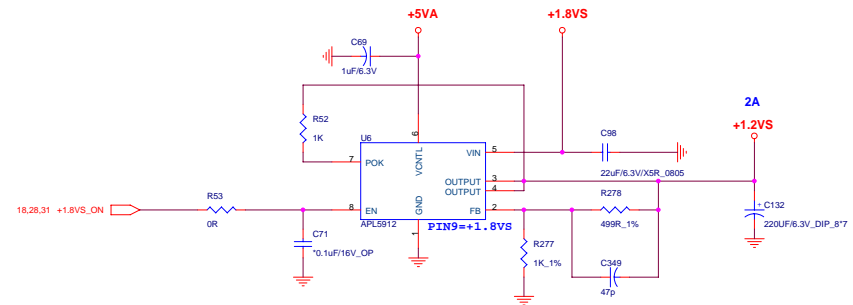 +5VA
+1.8VS
C69
1uF/6.3V
2A
+1.2VS
R52
1K
U6
6
VCNTL
7
POK
VIN
5
C98
22uF/6.3V/X5R_0805
OUTPUT
3
OUTPUT
4
R278
18,28,31 +1.8VS_ON
R53
0R
8
EN
GND
FB
2
499R_1%
+
C132
220UF/6.3V_DIP_8*7
APL5912
PIN9=+1.8VS
1
C71
*0.1uF/16V_OP
R277
1K_1%
C349
47p